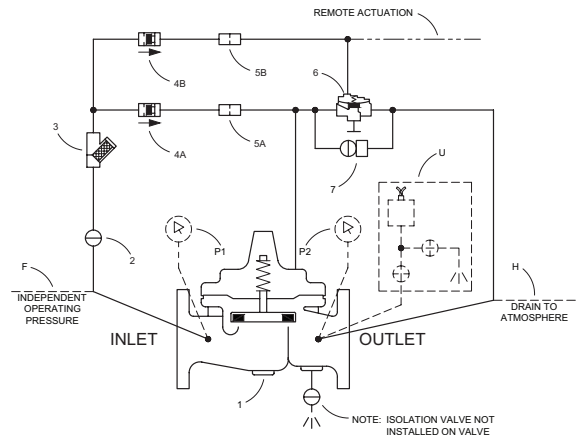 REMOTE ACTUATION
4B
5B
6
3
4A
5A
7
U
P1
P2
2
F
INDEPENDENT
OPERATING
PRESSURE
H
DRAIN TO
ATMOSPHERE
INLET
OUTLET
1
NOTE: ISOLATION VALVE NOT
INSTALLED ON VALVE